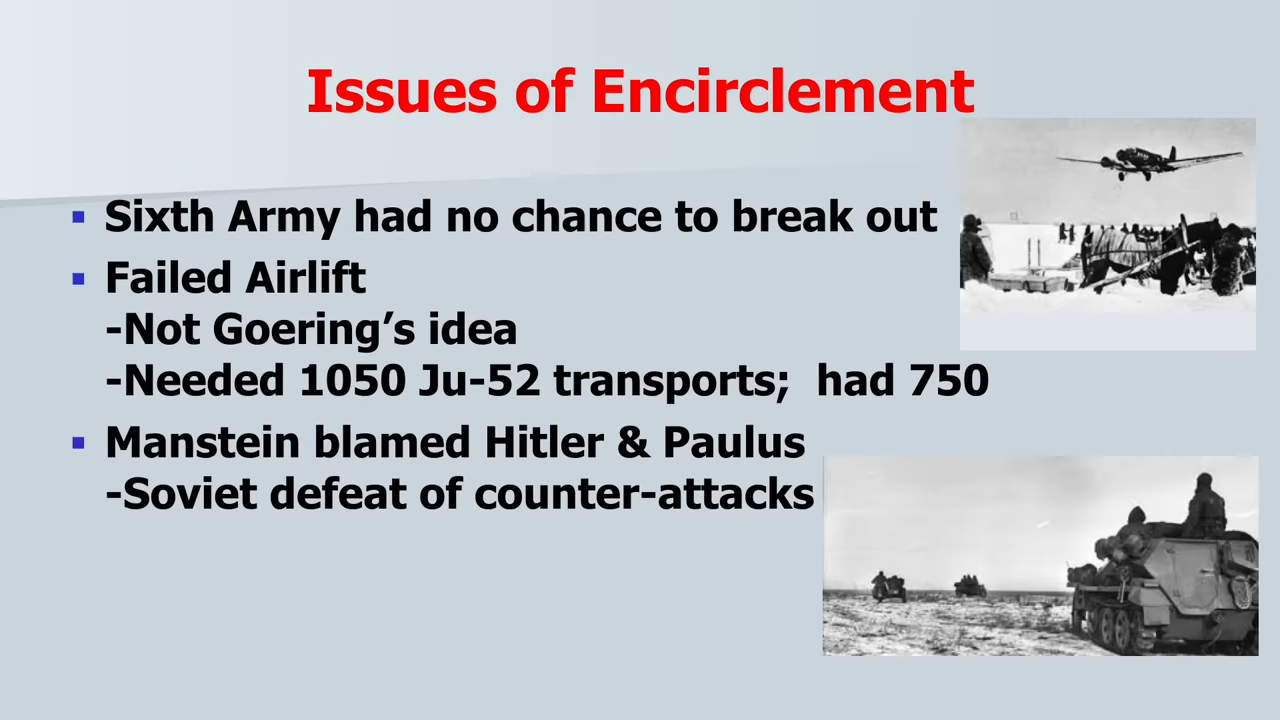 Issues of Encirclement
▪ Sixth Army had no chance to break out
▪ Failed Airlift
-Not Goering’s idea
-Needed 1050 Ju-52 transports;  had 750
▪ Manstein blamed Hitler & Paulus
-Soviet defeat of counter-attacks